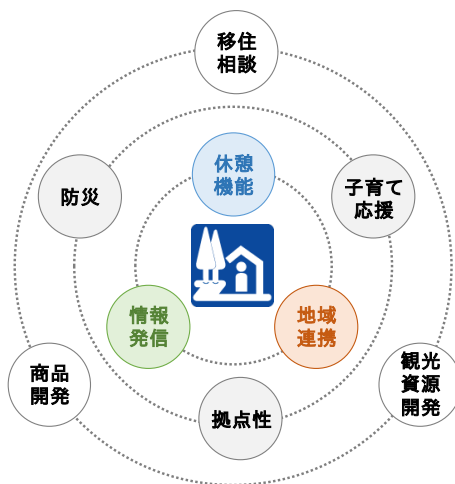 移住
相談
休憩
機能
防災
子育て
応援
情報
発信
地域
連携
商品
開発
観光
資源
開発
拠点性